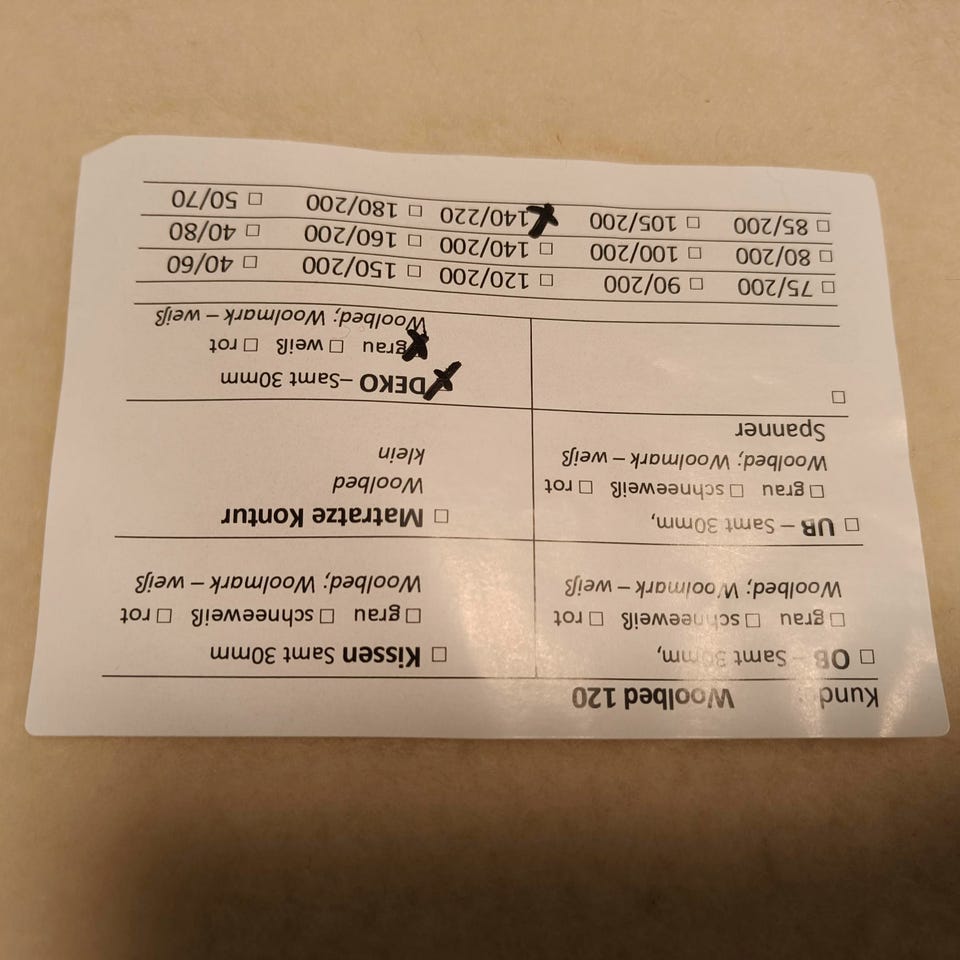 Kunde: Woolbed 120
☐ OB – Samt 30mm,
☐ grau ☐ schneeweiß ☐ rot
Woolbed; Woolmark – weiß
☐ Kissen Samt 30mm
☐ grau ☐ schneeweiß ☐ rot
Woolbed; Woolmark – weiß
☐ UB – Samt 30mm,
☐ grau ☐ schneeweiß ☐ rot
Woolbed; Woolmark – weiß
Spanner
☐ Matratze Kontur
Woolbed
klein
☐
☒ DEKO –Samt 30mm
☒ grau ☐ weiß ☐ rot
Woolbed; Woolmark – weiß
☐ 75/200 ☐ 90/200 ☐ 120/200 ☐ 150/200 ☐ 40/60
☐ 80/200 ☐ 100/200 ☐ 140/200 ☐ 160/200 ☐ 40/80
☐ 85/200 ☐ 105/200 ☒ 140/220 ☐ 180/200 ☐ 50/70